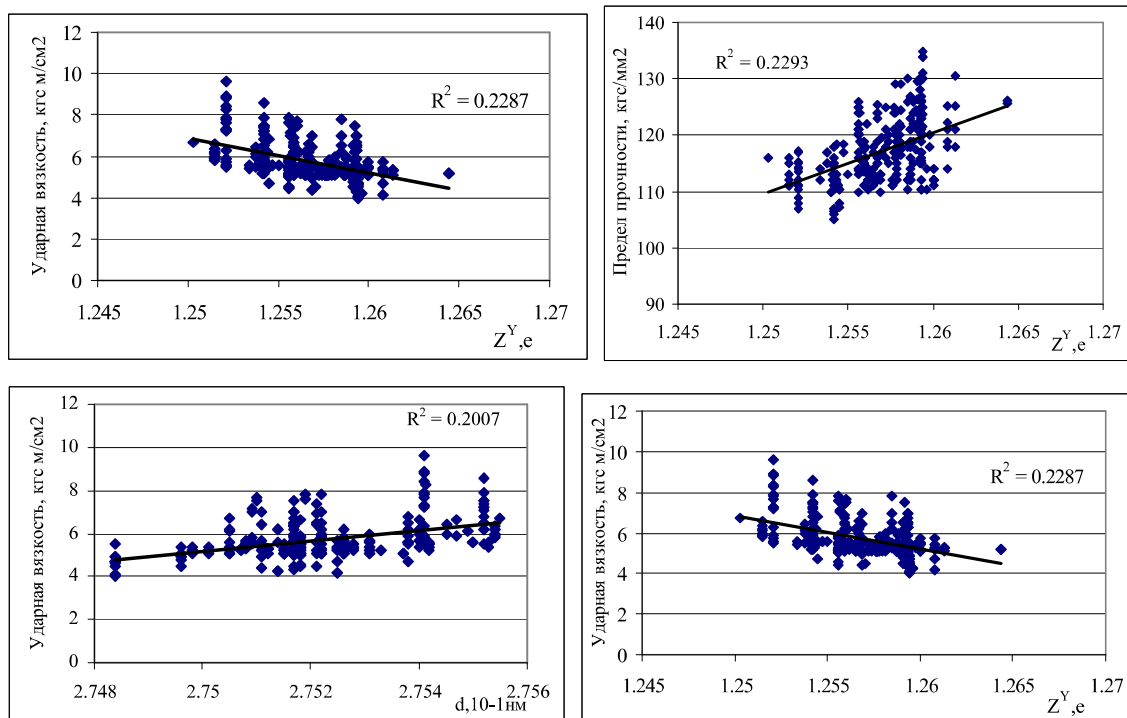 12
10
8
6
4
2
0
Ударная вязкость, кгс м/см2
R² = 0.2287
1.245 1.25 1.255 1.26 1.265 1.27
Z^Y,e
140
130
120
110
100
90
Предел прочности, кгс/мм2
R² = 0.2293
1.245 1.25 1.255 1.26 1.265 1.27
Z^Y,e
12
10
8
6
4
2
0
Ударная вязкость, кгс м/см2
R² = 0.2007
2.748 2.75 2.752 2.754 2.756
d,10-1нм
12
10
8
6
4
2
0
Ударная вязкость, кгс м/см2
R² = 0.2287
1.245 1.25 1.255 1.26 1.265 1.27
Z^Y,e